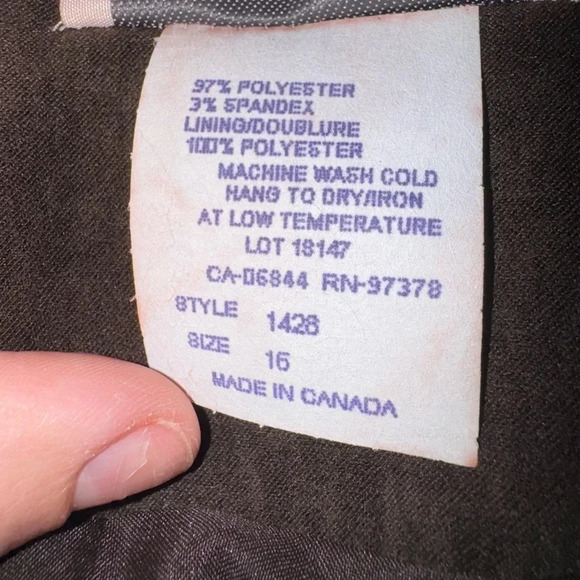 97% POLYESTER
3% SPANDEX
LINING/DOUBLURE
100% POLYESTER
MACHINE WASH COLD
HANG TO DRY/IRON
AT LOW TEMPERATURE
LOT 18147
CA-06844 RN-97378
STYLE 1426
SIZE 16
MADE IN CANADA